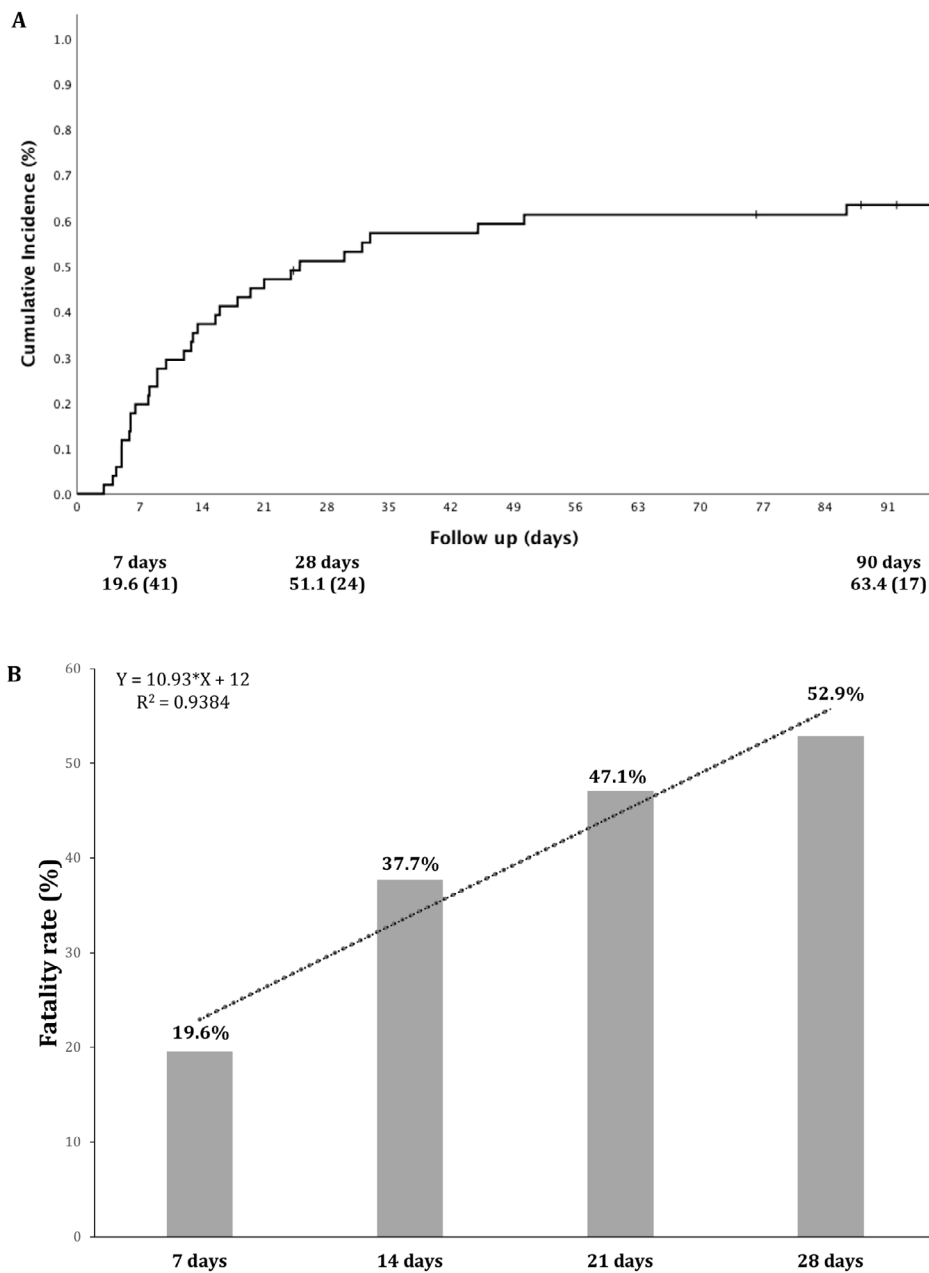 A
1.0
0.9
0.8
0.7
0.6
0.5
0.4
0.3
0.2
0.1
0.0
Cumulative Incidence (%)
0 7 14 21 28 35 42 49 56 63 70 77 84 91
Follow up (days)
7 days 28 days 90 days
19.6 (41) 51.1 (24) 63.4 (17)
B
Y = 10.93*X + 12
R² = 0.9384
60
50
40
30
20
10
0
Fatality rate (%)
19.6%
37.7%
47.1%
52.9%
7 days 14 days 21 days 28 days